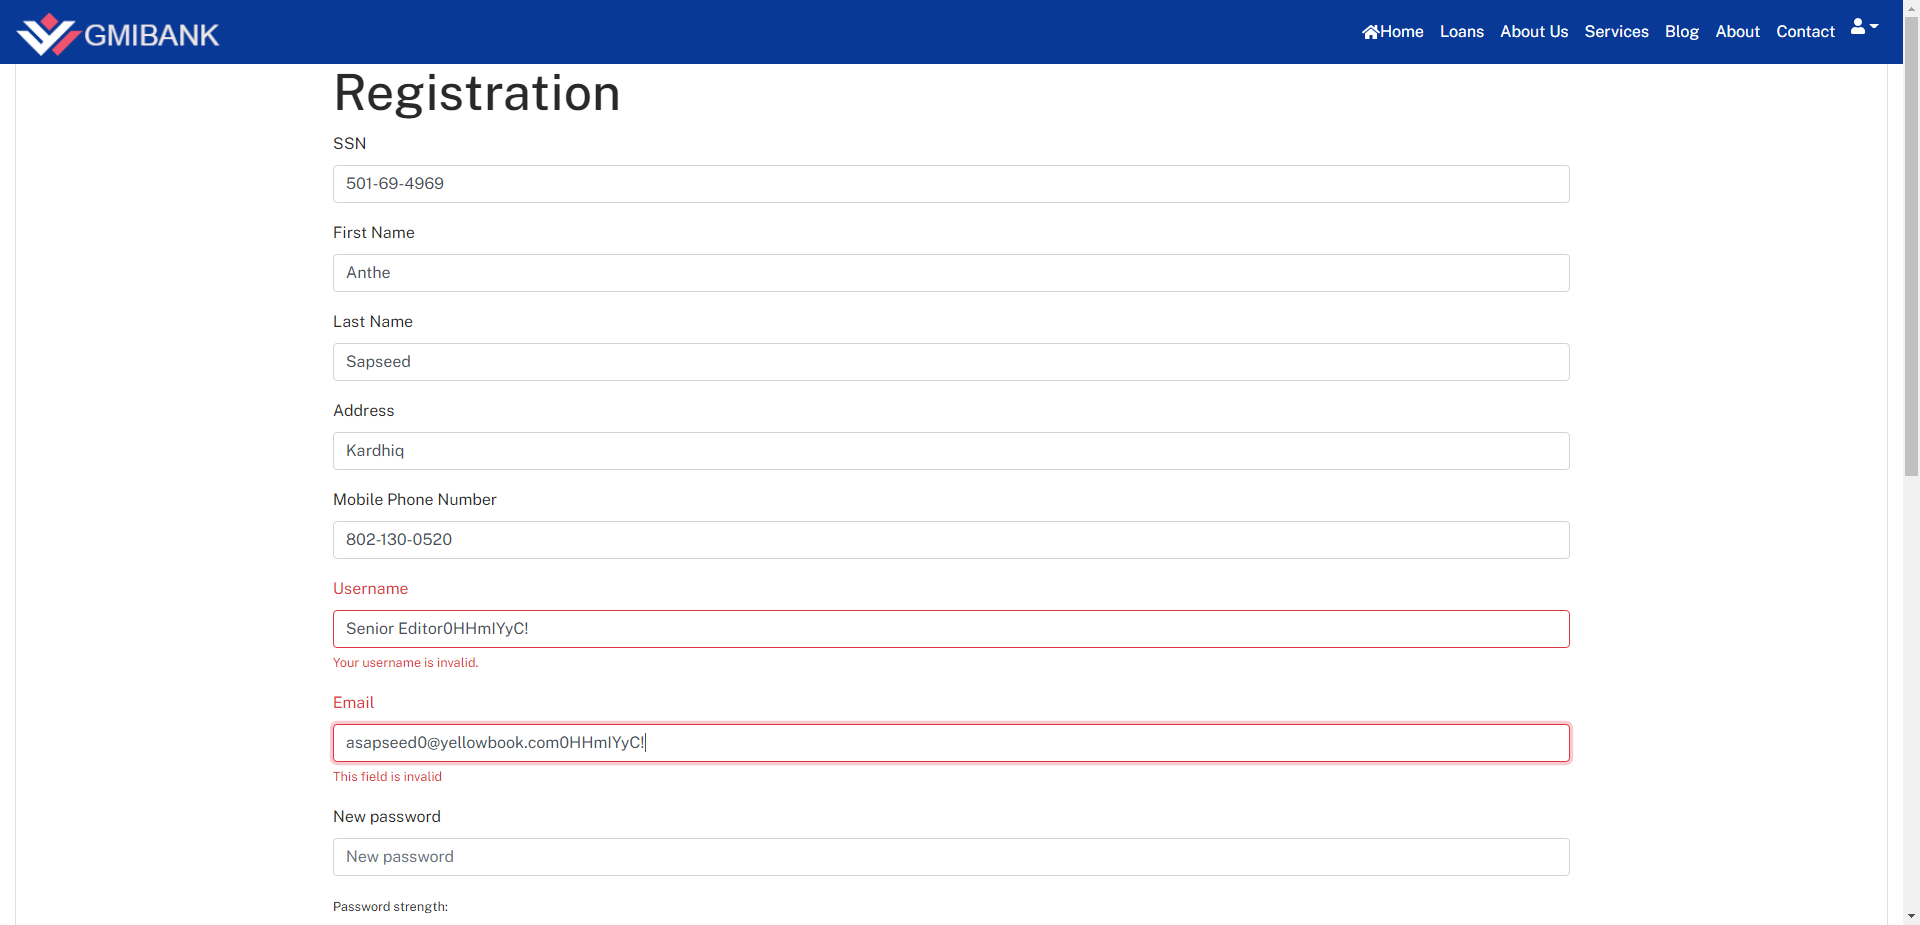 GMIBANK
Home Loans About Us Services Blog About Contact
Registration
SSN
501-69-4969
First Name
Anthe
Last Name
Sapseed
Address
Kardhiq
Mobile Phone Number
802-130-0520
Username
Senior Editor0HHmIYyC!
Your username is invalid.
Email
asapseed0@yellowbook.com0HHmIYyC!
This field is invalid
New password
New password
Password strength: